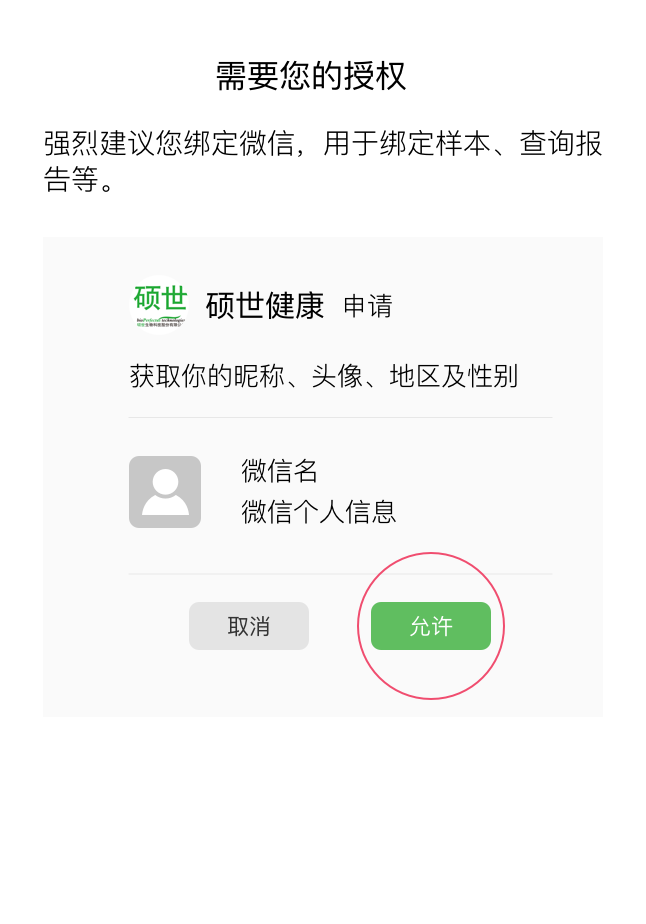 需要您的授权
强烈建议您绑定微信，用于绑定样本、查询报
告等。
硕世
硕世健康 申请
获取你的昵称、头像、地区及性别
微信名
微信个人信息
取消 允许